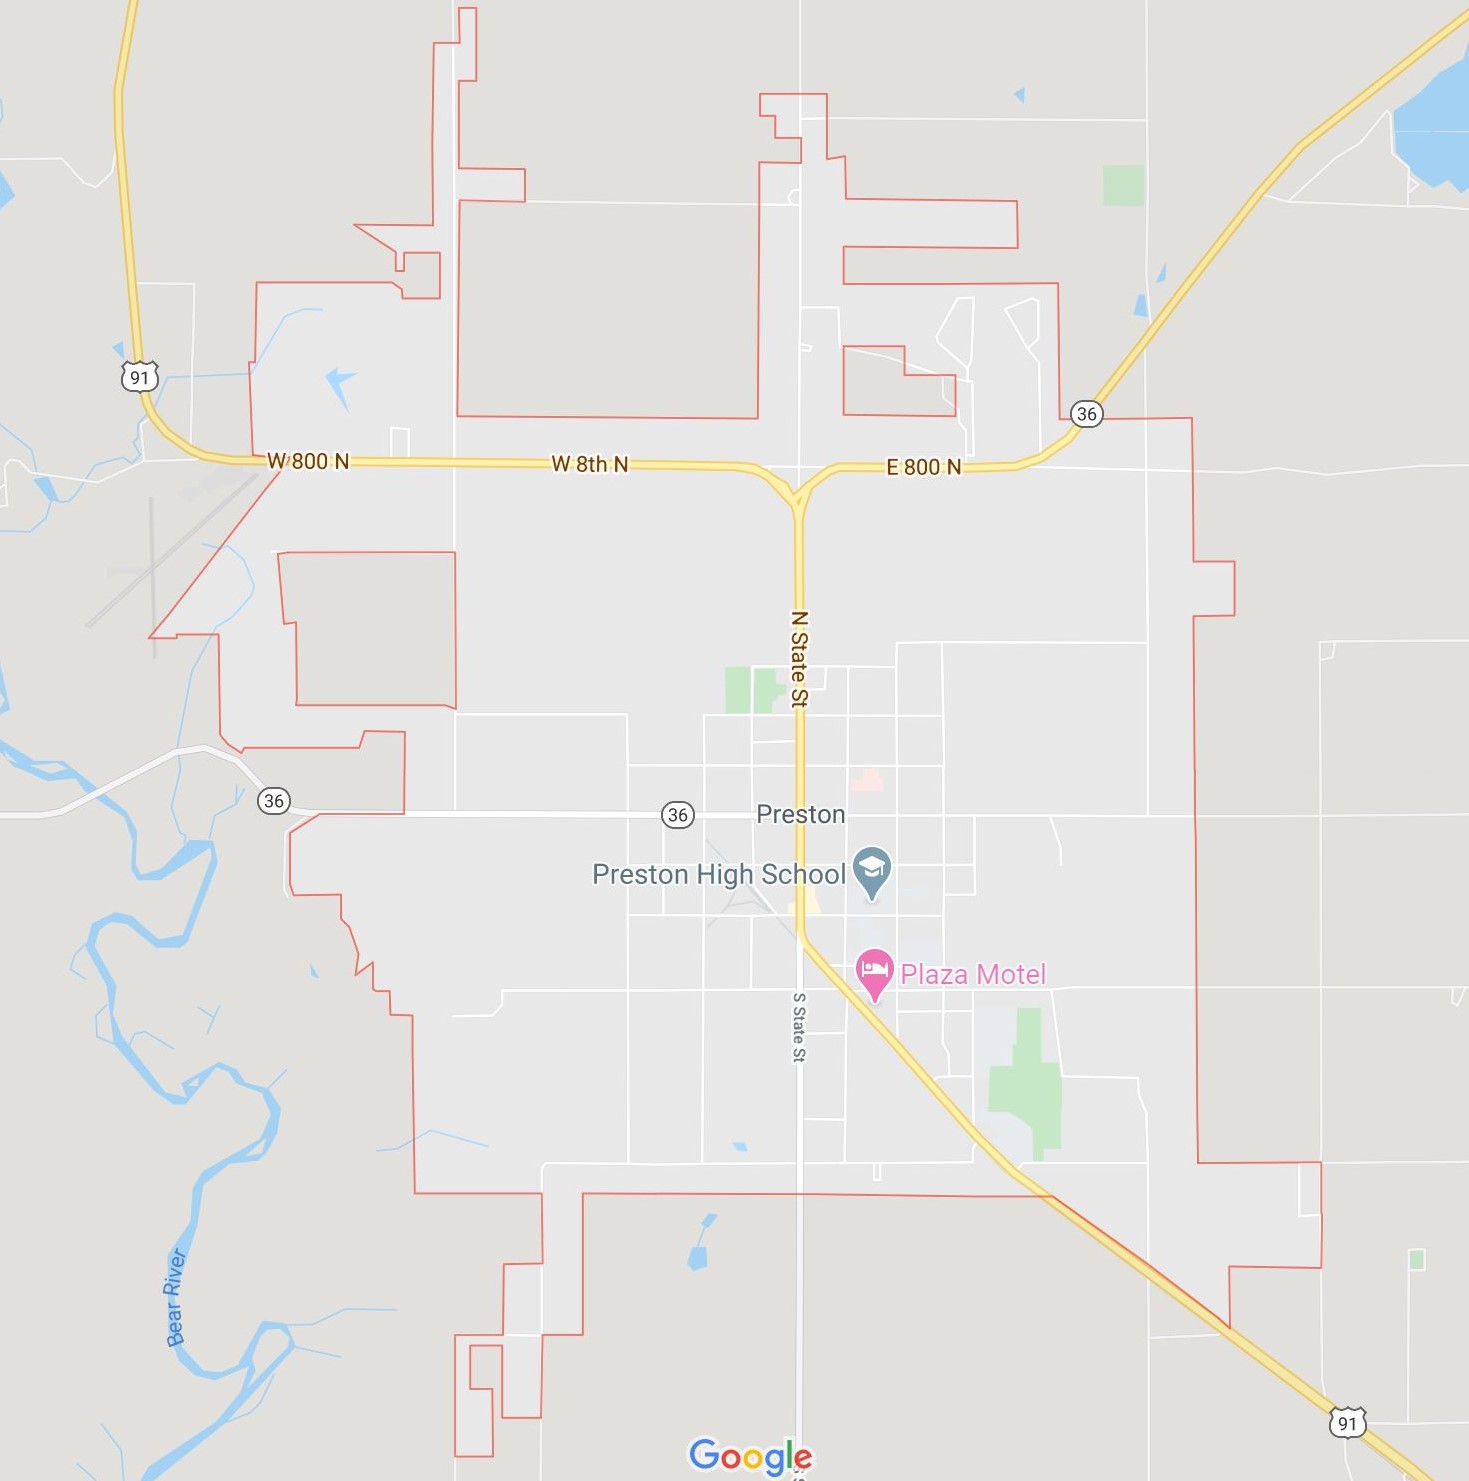 91
36
W 800 N
W 8th N
E 800 N
N State St
36
36
Preston
Preston High School
Plaza Motel
S State St
Bear River
91
Google